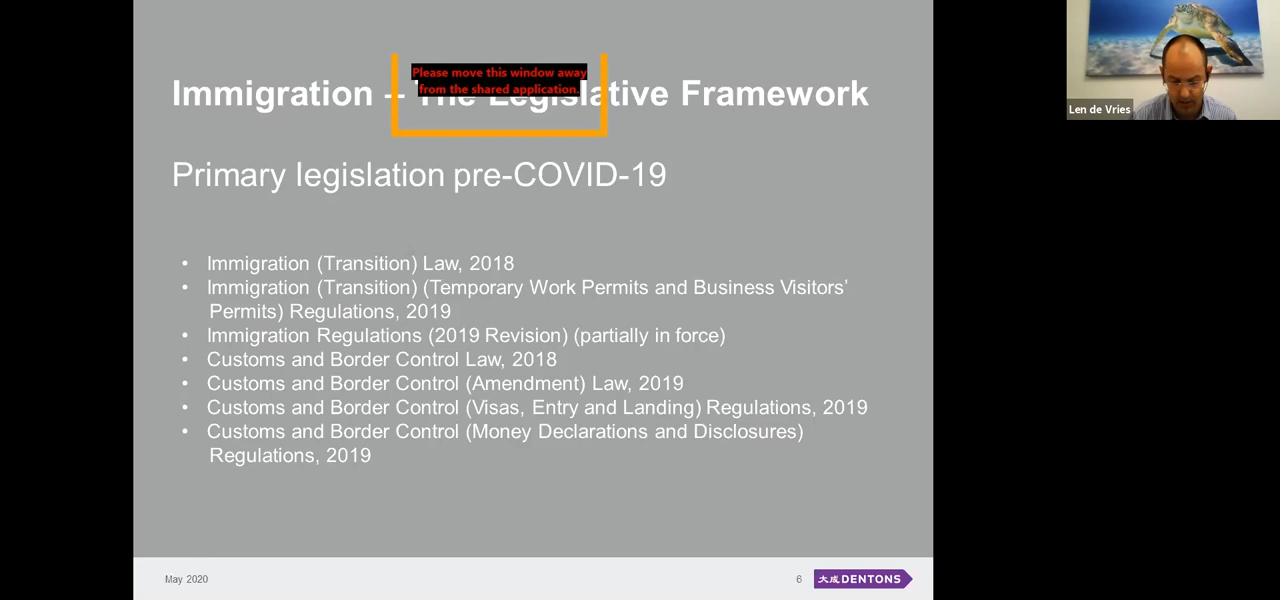 Immigration – The Legislative Framework
Please move this window away
from the shared application.
Primary legislation pre-COVID-19
• Immigration (Transition) Law, 2018
• Immigration (Transition) (Temporary Work Permits and Business Visitors’
Permits) Regulations, 2019
• Immigration Regulations (2019 Revision) (partially in force)
• Customs and Border Control Law, 2018
• Customs and Border Control (Amendment) Law, 2019
• Customs and Border Control (Visas, Entry and Landing) Regulations, 2019
• Customs and Border Control (Money Declarations and Disclosures)
Regulations, 2019
May 2020
6
大成 DENTONS
Len de Vries